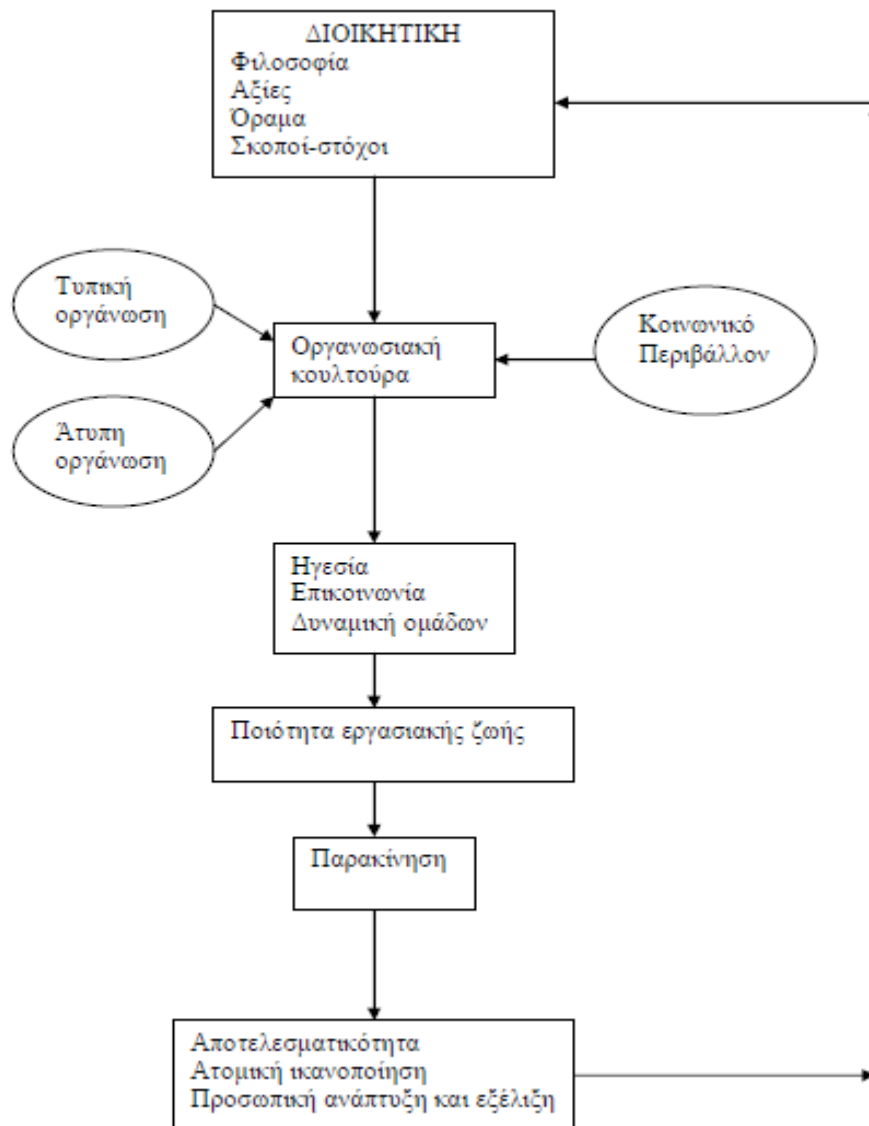 ΔΙΟΙΚΗΤΙΚΗ
Φιλοσοφία
Αξίες
Όραμα
Σκοποί-στόχοι
Τυπική
οργάνωση
Οργανωσιακή
κουλτούρα
Κοινωνικό
Περιβάλλον
Άτυπη
οργάνωση
Ηγεσία
Επικοινωνία
Δυναμική ομάδων
Ποιότητα εργασιακής ζωής
Παρακίνηση
Αποτελεσματικότητα
Ατομική ικανοποίηση
Προσωπική ανάπτυξη και εξέλιξη